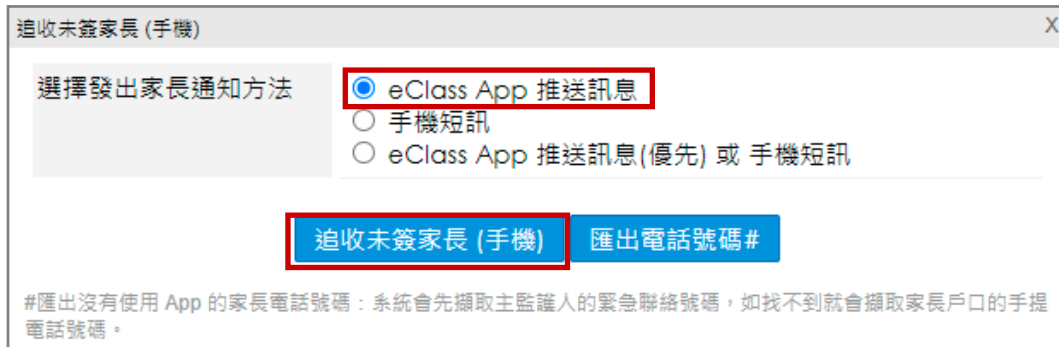 追收未簽家長 (手機)
X
選擇發出家長通知方法
eClass App 推送訊息
手機短訊
eClass App 推送訊息(優先) 或 手機短訊
追收未簽家長 (手機)
匯出電話號碼#
#匯出沒有使用 App 的家長電話號碼：系統會先擷取主監護人的緊急聯絡號碼，如找不到就會擷取家長戶口的手提
電話號碼。